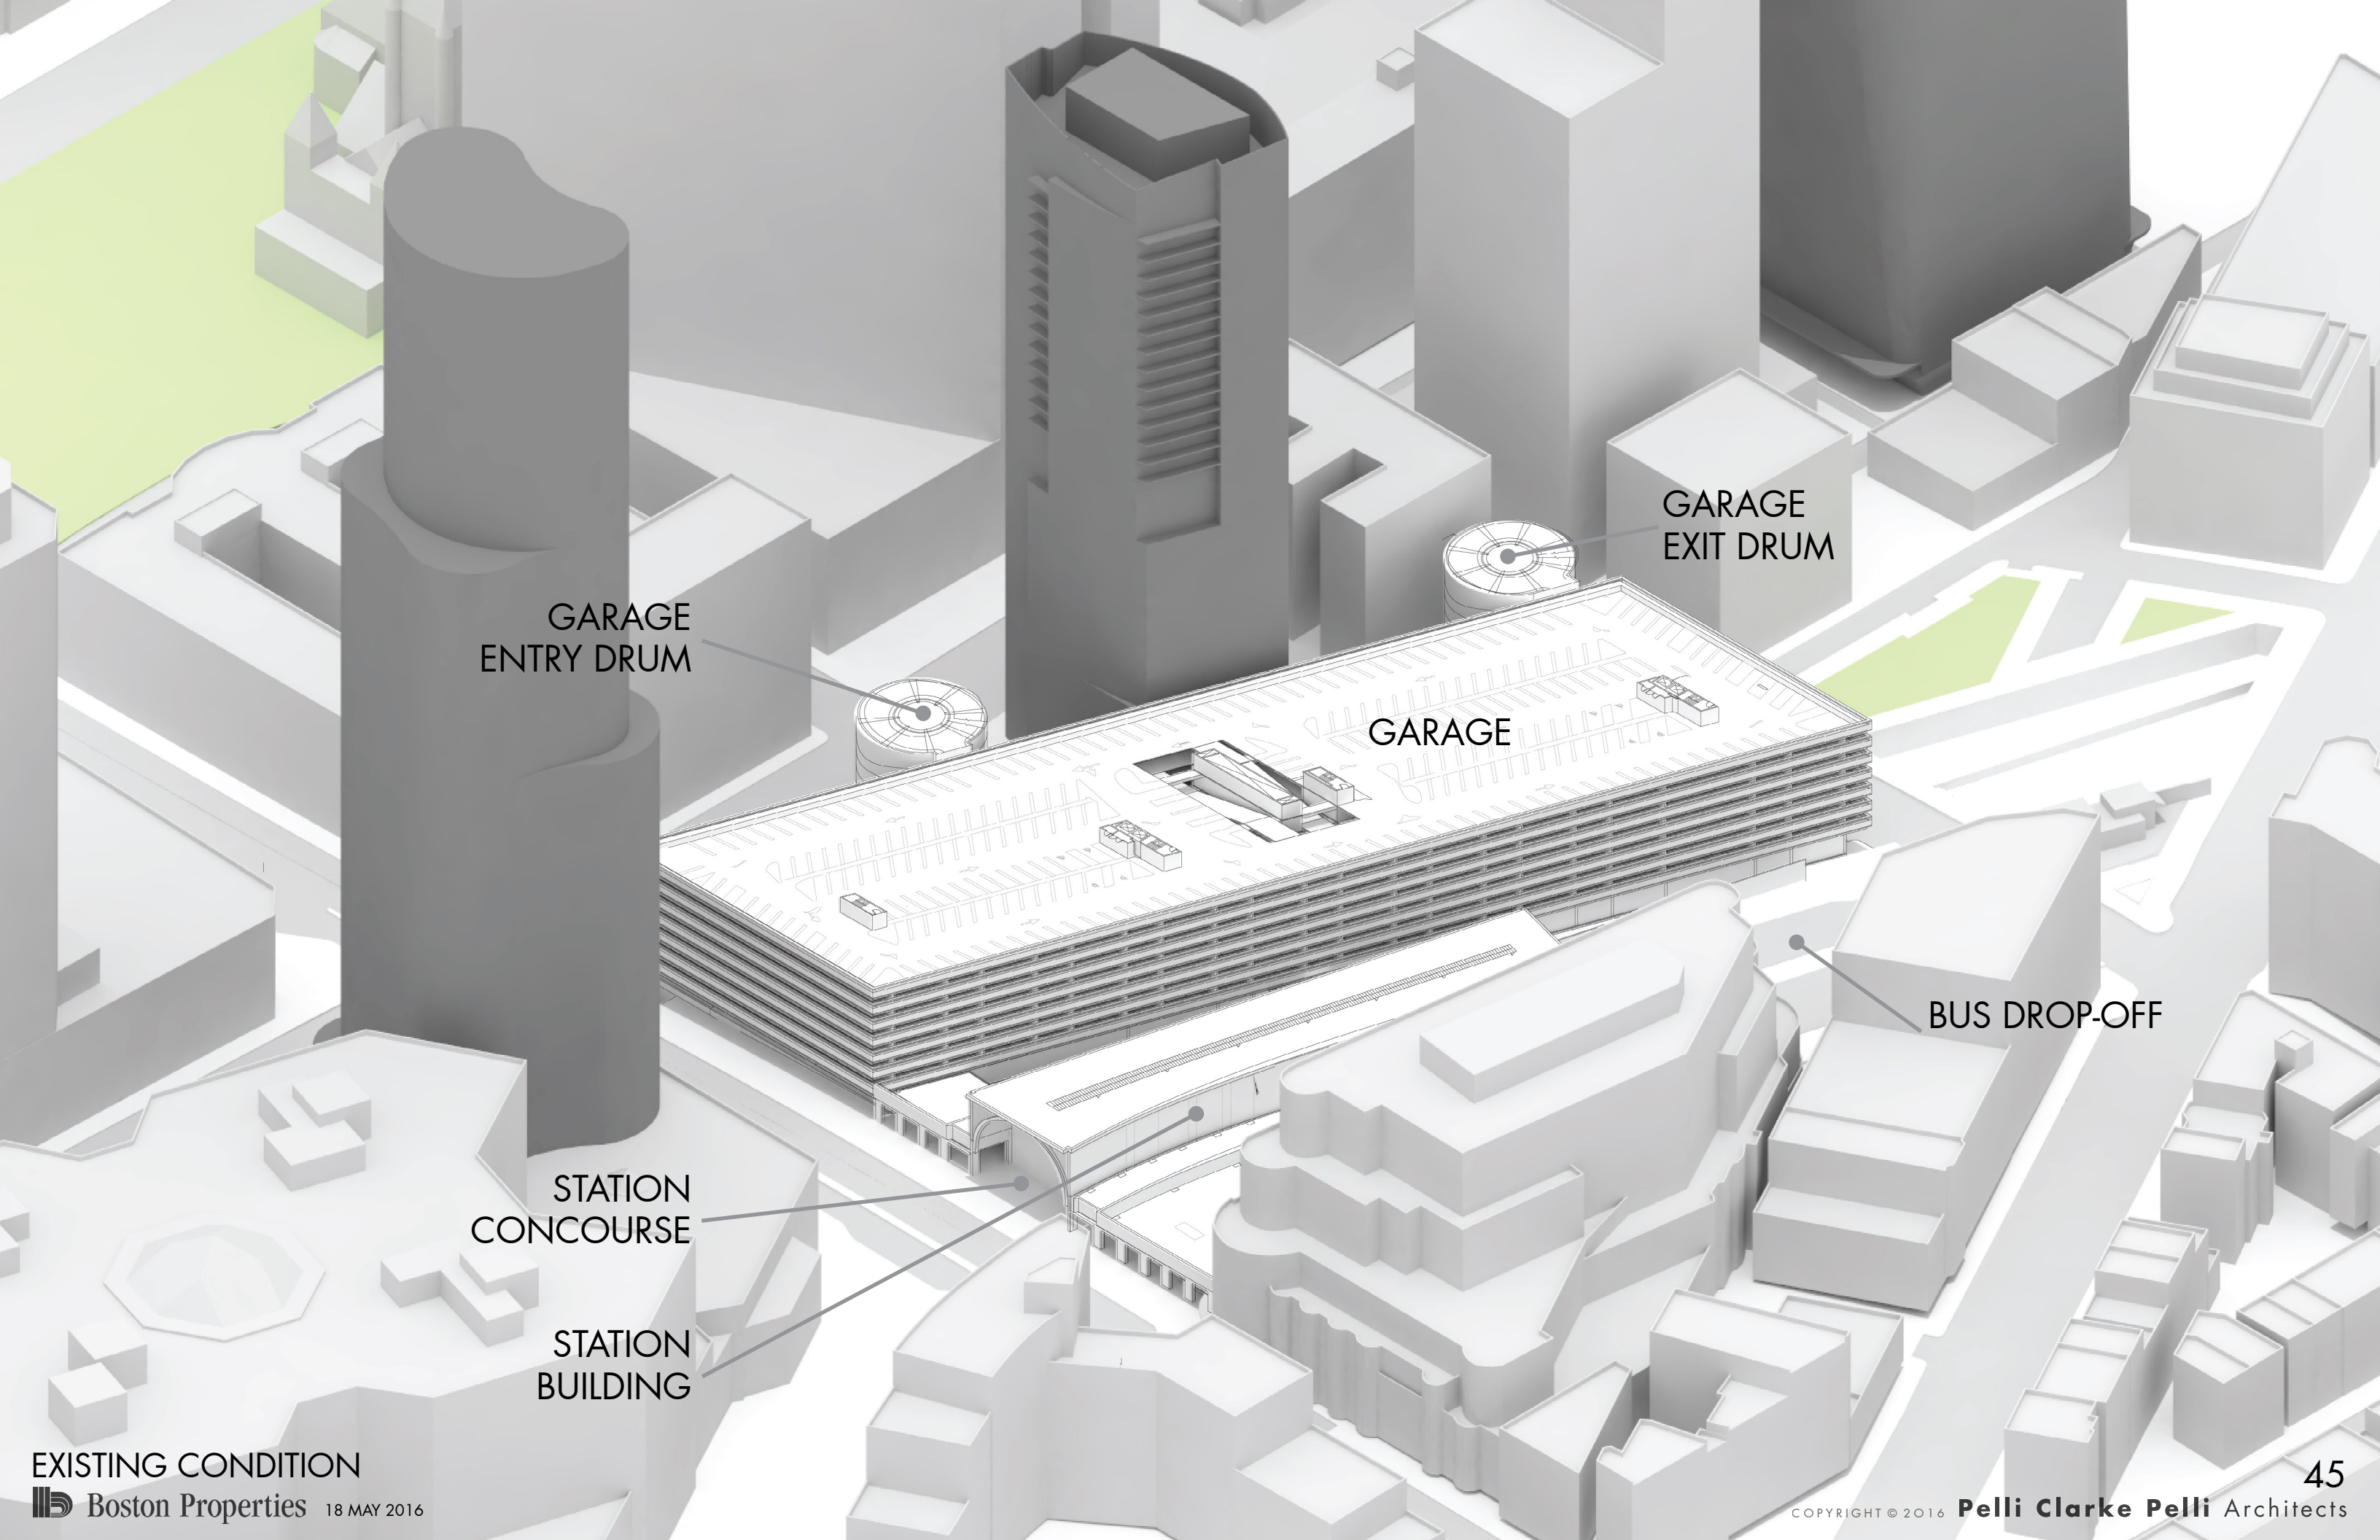 GARAGE
EXIT DRUM
GARAGE
ENTRY DRUM
GARAGE
BUS DROP-OFF
STATION
CONCOURSE
STATION
BUILDING
EXISTING CONDITION
Boston Properties 18 MAY 2016
45
COPYRIGHT © 2016 Pelli Clarke Pelli Architects